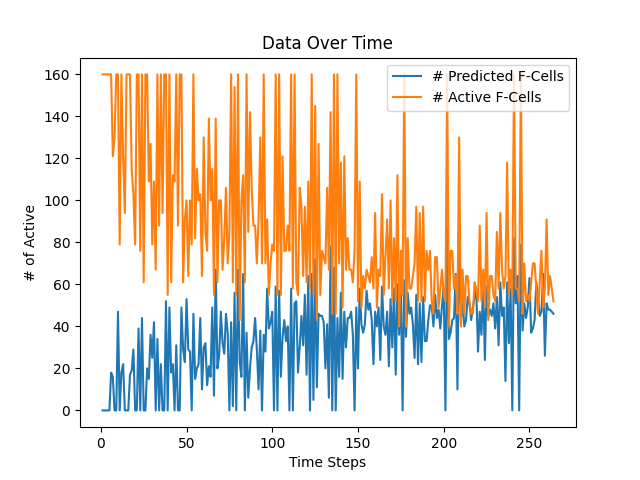 Data Over Time
# Predicted F-Cells
# Active F-Cells
# of Active
160
140
120
100
80
60
40
20
0
0 50 100 150 200 250
Time Steps